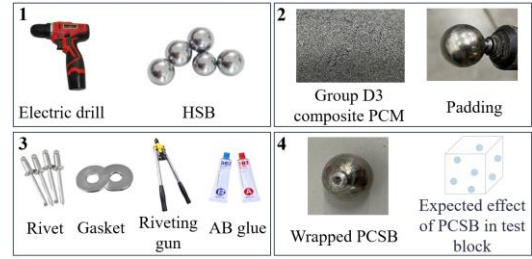 1
Electric drill
HSB
2
Group D3
composite PCM
Padding
3
Rivet
Gasket
Riveting
gun
AB glue
4
Wrapped PCSB
Expected effect
of PCSB in test
block